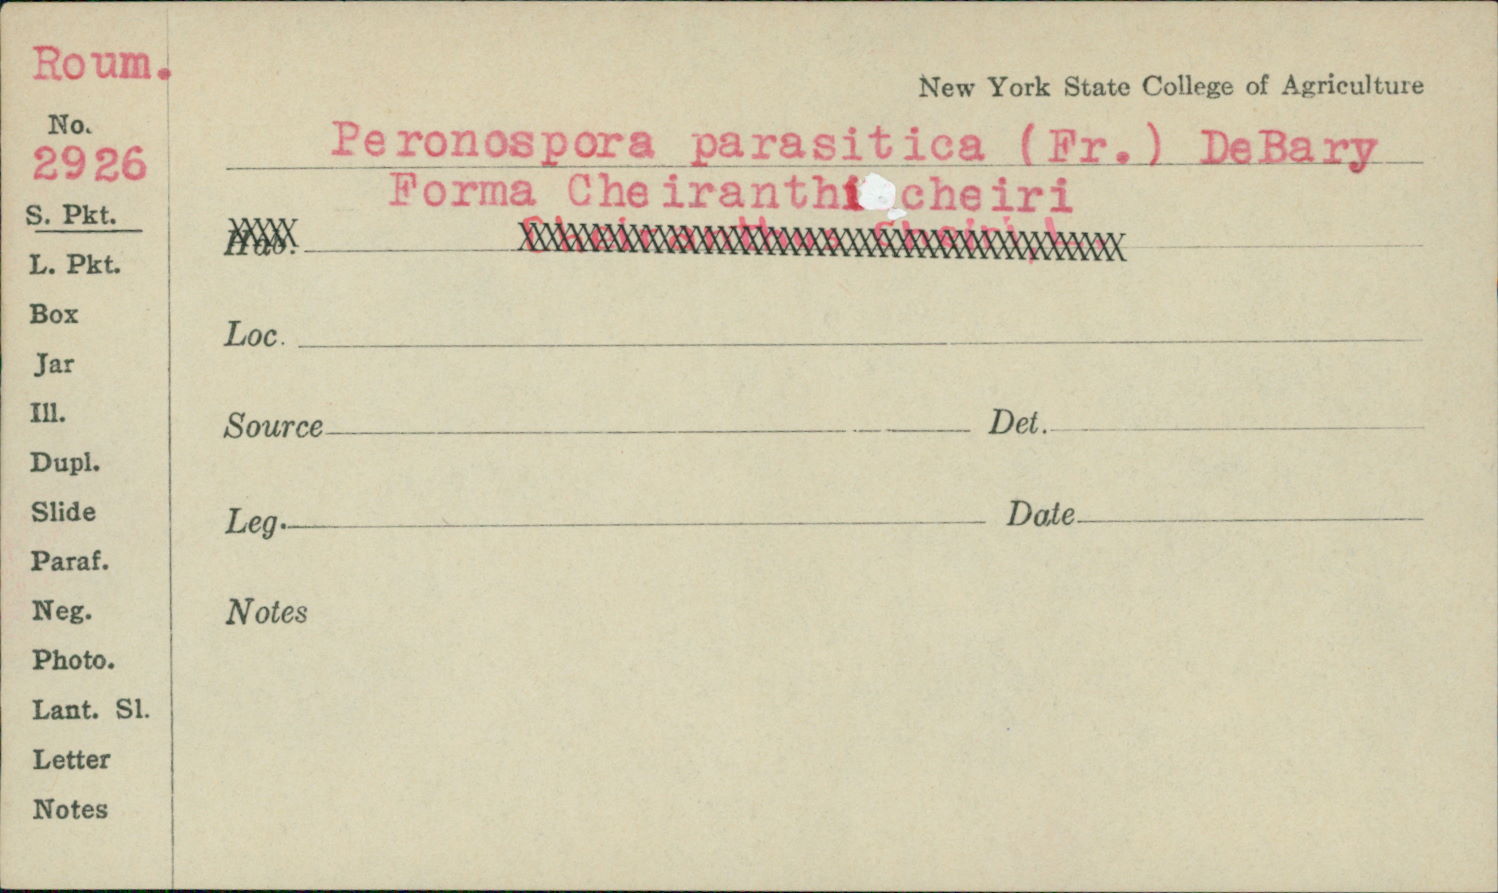 Roum.
New York State College of Agriculture
No.
2926
Peronospora parasitica (Fr.) DeBary
Forma Cheiranthi cheiri
S. Pkt.
Hab.
L. Pkt.
Box
Loc.
Jar
Ill.
Source Det.
Dupl.
Slide
Leg. Date
Paraf.
Neg.
Notes
Photo.
Lant. Sl.
Letter
Notes